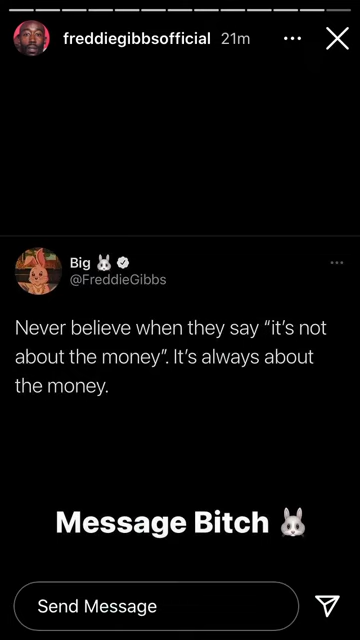 freddiegibbsofficial 21m
Big 🐰
@FreddieGibbs
Never believe when they say “it’s not
about the money”. It’s always about
the money.
Message Bitch 🐰
Send Message